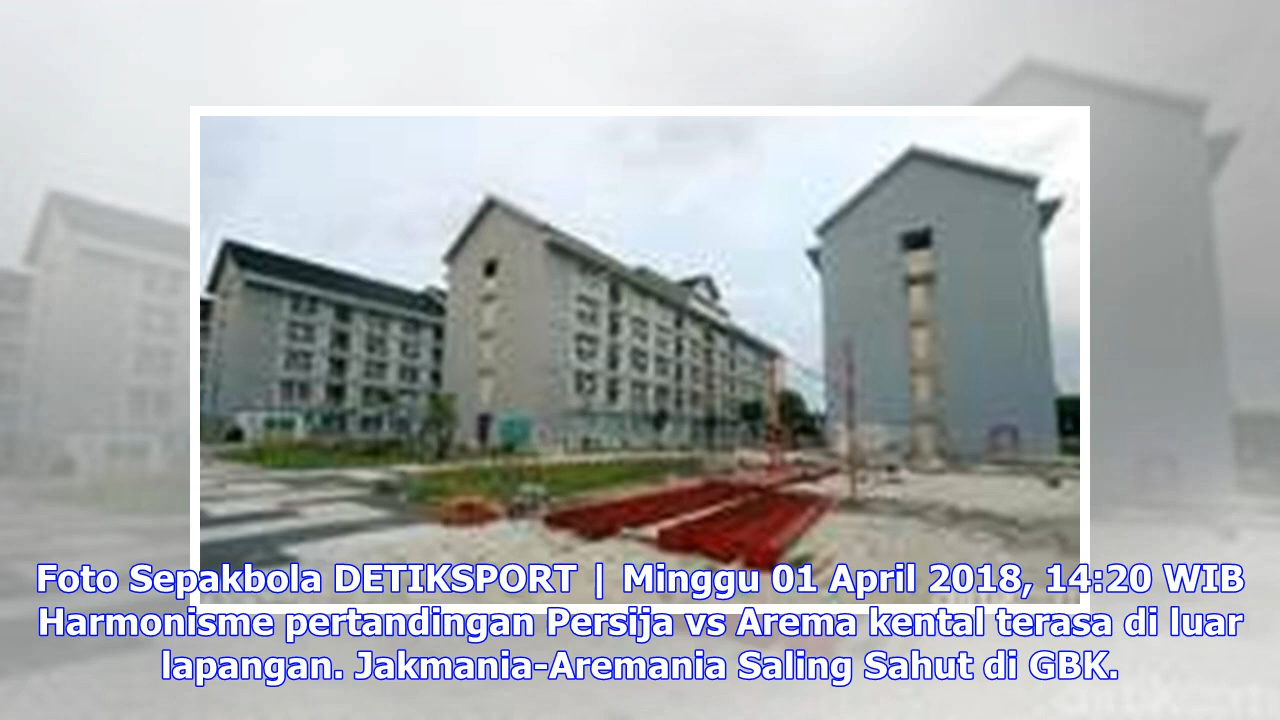 Foto Sepakbola DETIKSPORT | Minggu 01 April 2018, 14:20 WIB
Harmonisme pertandingan Persija vs Arema kental terasa di luar
lapangan. Jakmania-Aremania Saling Sahut di GBK.